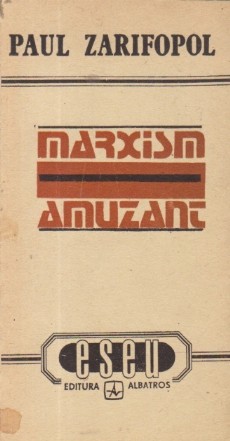 PAUL ZARIFOPOL
MARXISM
AMUZANT
eseu
EDITURA ALBATROS